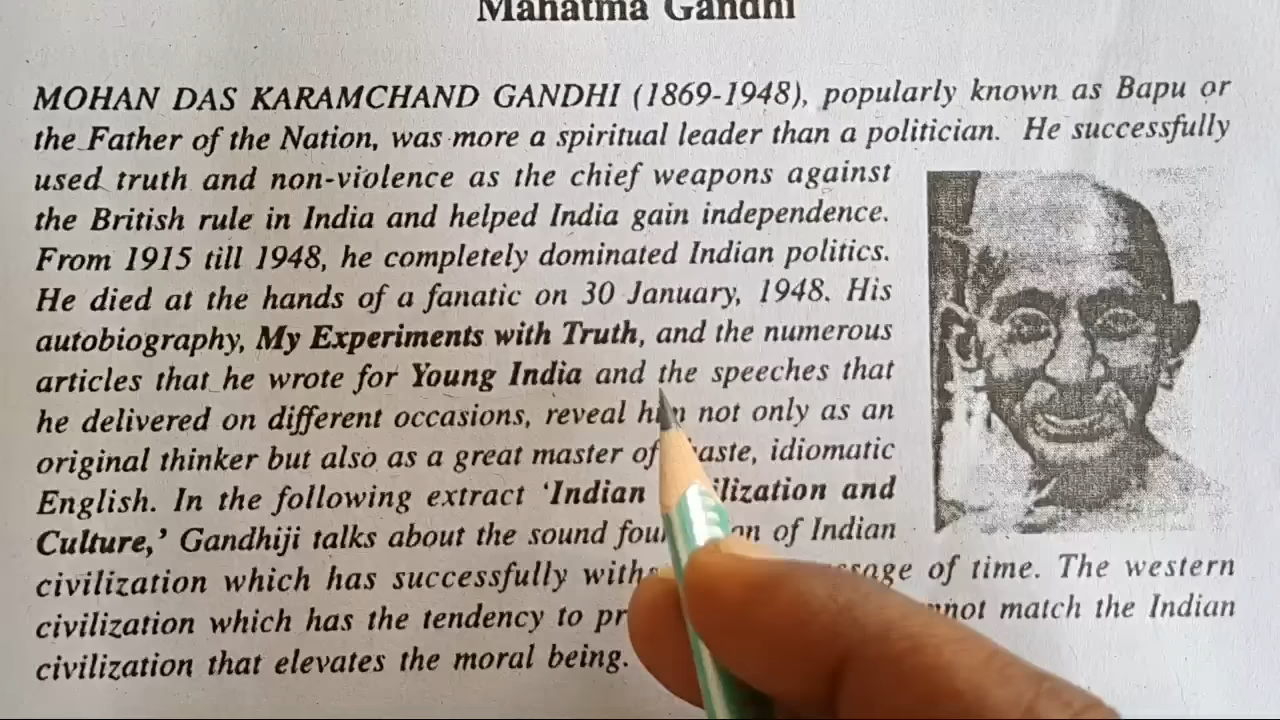 Mahatma Gandhi
MOHAN DAS KARAMCHAND GANDHI (1869-1948), popularly known as Bapu or
the Father of the Nation, was more a spiritual leader than a politician. He successfully
used truth and non-violence as the chief weapons against
the British rule in India and helped India gain independence.
From 1915 till 1948, he completely dominated Indian politics.
He died at the hands of a fanatic on 30 January, 1948. His
autobiography, My Experiments with Truth, and the numerous
articles that he wrote for Young India and the speeches that
he delivered on different occasions, reveal him not only as an
original thinker but also as a great master of idiomatic
English. In the following extract ‘Indian and
Culture,’ Gandhiji talks about the sound of Indian
civilization which has successfully of time. The western
civilization which has the tendency to match the Indian
civilization that elevates the moral being.